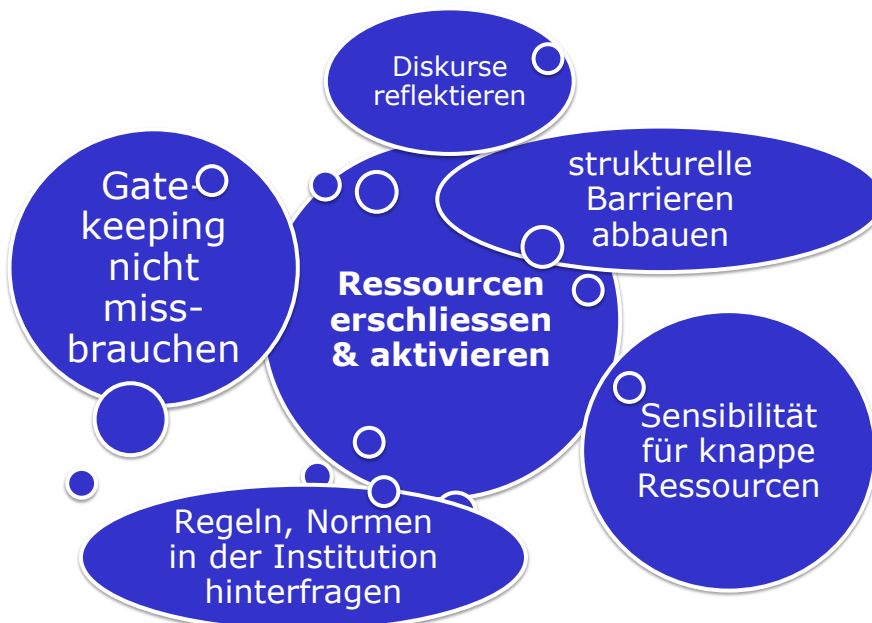 Diskurse
reflektieren
strukturelle
Barrieren
abbauen
Gate-
keeping
nicht
miss-
brauchen
Ressourcen
erschliessen
& aktivieren
Sensibilität
für knappe
Ressourcen
Regeln, Normen
in der Institution
hinterfragen